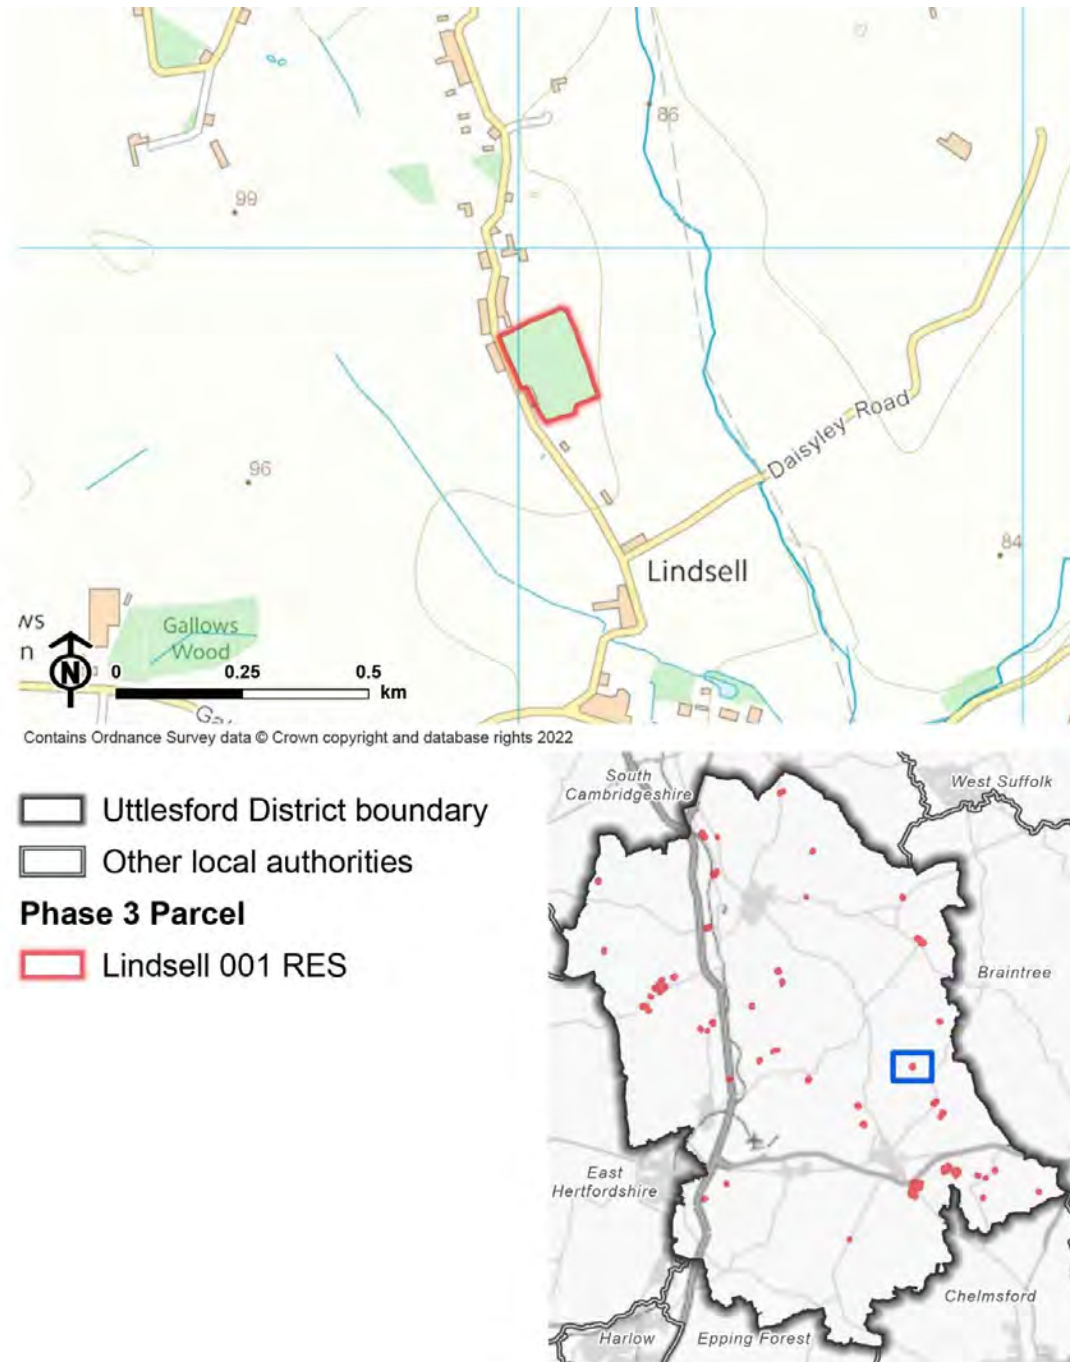 86
99
96
Daisyley Road
84
Lindsell
Gallows
Wood
ws
n
N
0
0.25
0.5
km
Contains Ordnance Survey data © Crown copyright and database rights 2022
Uttlesford District boundary
Other local authorities
Phase 3 Parcel
Lindsell 001 RES
South
Cambridgeshire
West Suffolk
Braintree
East
Hertfordshire
Chelmsford
Harlow
Epping Forest